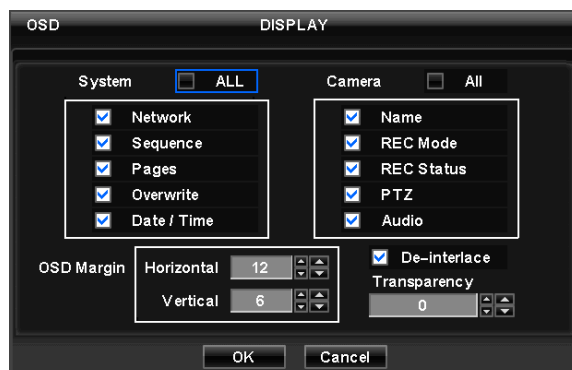 OSD DISPLAY
System ALL Camera All
Network Name
Sequence REC Mode
Pages REC Status
Overwrite PTZ
Date / Time Audio
OSD Margin Horizontal 12 De-interlace
Transparency
Vertical 6 0
OK Cancel